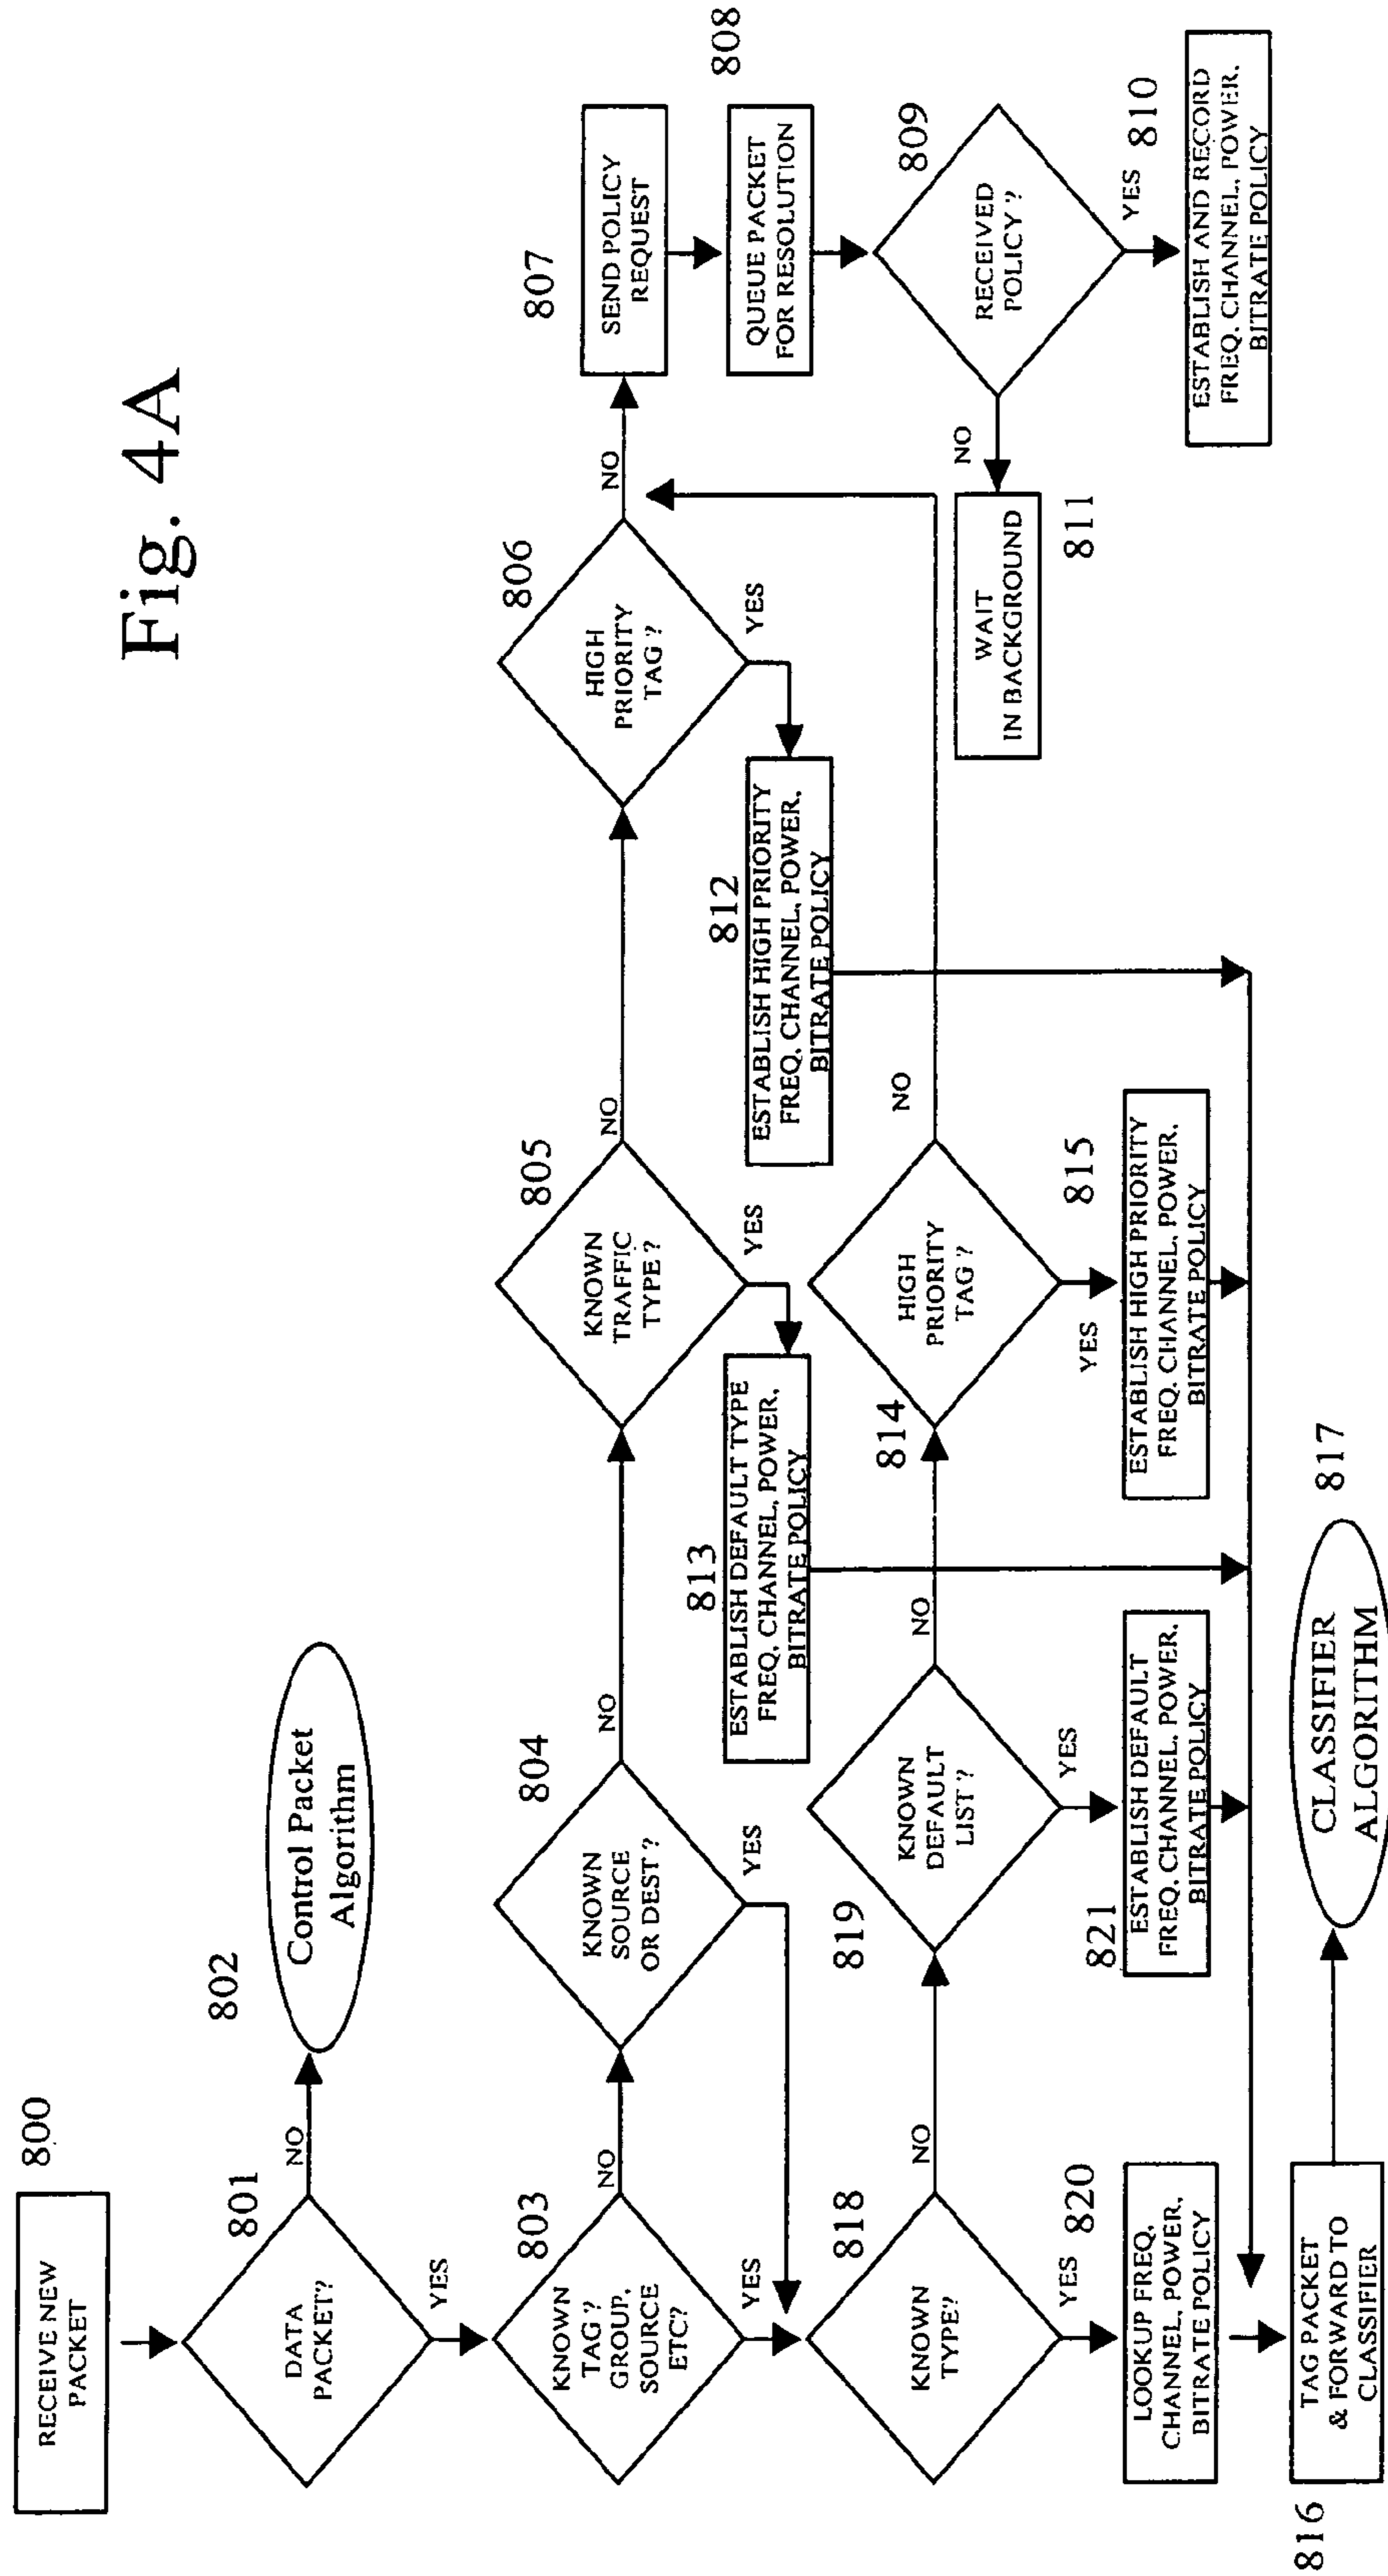 Fig. 4A
RECEIVE NEW
PACKET
800
DATA
PACKET?
801
NO
YES
802
Control Packet
Algorithm
KNOWN
TAG?
GROUP,
SOURCE
ETC?
803
NO
YES
KNOWN
SOURCE
OR DEST?
804
NO
YES
KNOWN
TRAFFIC
TYPE?
805
NO
YES
HIGH
PRIORITY
TAG?
806
NO
YES
807
SEND POLICY
REQUEST
808
QUEUE PACKET
FOR RESOLUTION
809
RECEIVED
POLICY?
NO
YES
810
ESTABLISH AND RECORD
FREQ, CHANNEL, POWER,
BITRATE POLICY
WAIT
IN BACKGROUND
811
812
ESTABLISH HIGH PRIORITY
FREQ, CHANNEL, POWER,
BITRATE POLICY
813
ESTABLISH DEFAULT TYPE
FREQ, CHANNEL, POWER,
BITRATE POLICY
KNOWN
TYPE?
818
NO
YES
819
KNOWN
DEFAULT
LIST?
NO
YES
814
HIGH
PRIORITY
TAG?
NO
YES
815
ESTABLISH HIGH PRIORITY
FREQ, CHANNEL, POWER,
BITRATE POLICY
820
LOOKUP FREQ,
CHANNEL, POWER,
BITRATE POLICY
821
ESTABLISH DEFAULT
FREQ, CHANNEL, POWER,
BITRATE POLICY
816
TAG PACKET
& FORWARD TO
CLASSIFIER
CLASSIFIER
ALGORITHM
817